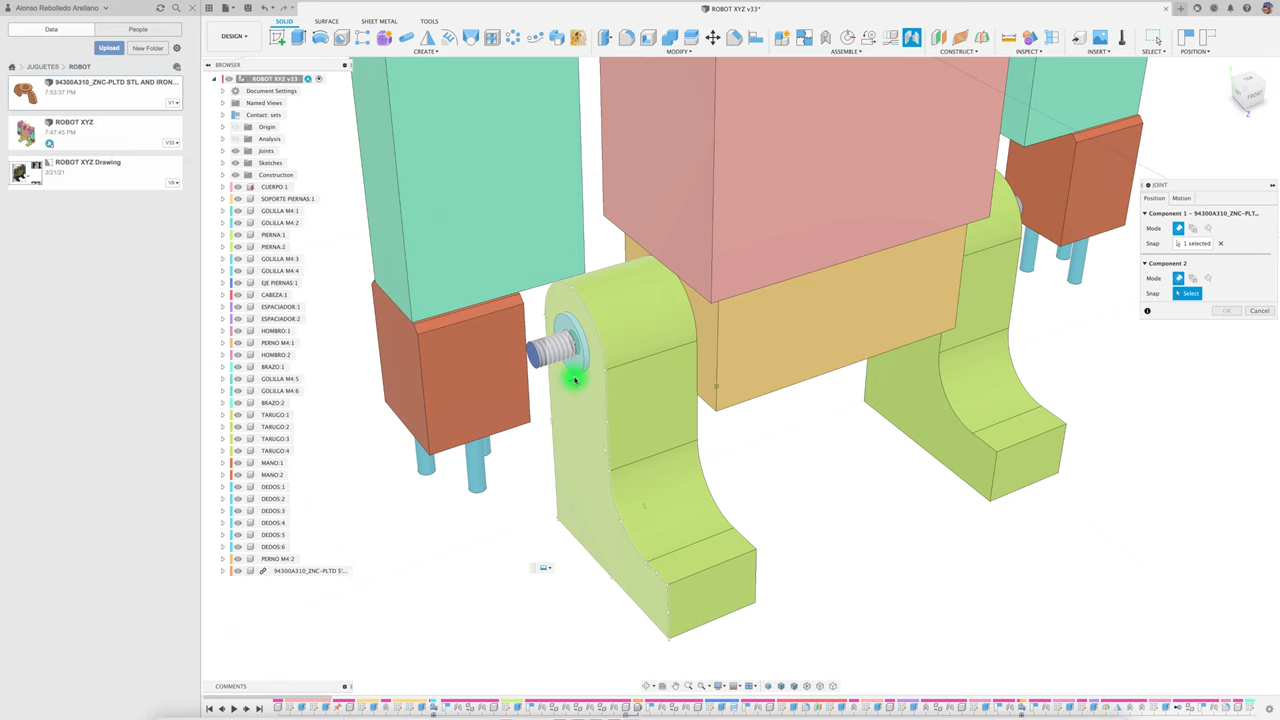 Alonso Rebolledo Arellano
ROBOT XYZ v33*
Data
People
Upload
New Folder
JUGUETES
ROBOT
94300A310_ZNC-PLTD STL AND IRON...
7:53:37 PM
V1
ROBOT XYZ
7:47:45 PM
V33
ROBOT XYZ Drawing
3/21/21
V9
DESIGN
SOLID
SURFACE
SHEET METAL
TOOLS
CREATE
MODIFY
ASSEMBLE
CONSTRUCT
INSPECT
INSERT
SELECT
POSITION
BROWSER
ROBOT XYZ v33
Document Settings
Named Views
Contact: sets
Origin
Analysis
Joints
Sketches
Construction
CUERPO:1
SOPORTE PIERNAS:1
GOLILLA M4:1
GOLILLA M4:2
PIERNA:1
PIERNA:2
GOLILLA M4:3
GOLILLA M4:4
EJE PIERNAS:1
CABEZA:1
ESPACIADOR:1
ESPACIADOR:2
HOMBRO:1
PERNO M4:1
HOMBRO:2
BRAZO:1
GOLILLA M4:5
GOLILLA M4:6
BRAZO:2
TARUGO:1
TARUGO:2
TARUGO:3
TARUGO:4
MANO:1
MANO:2
DEDOS:1
DEDOS:2
DEDOS:3
DEDOS:4
DEDOS:5
DEDOS:6
PERNO M4:2
94300A310_ZNC-PLTD S'...
FRONT
Z
JOINT
Position
Motion
Component 1 - 94300A310_ZNC-PLT...
Mode
Snap
1 selected
Component 2
Mode
Snap
Select
OK
Cancel
COMMENTS